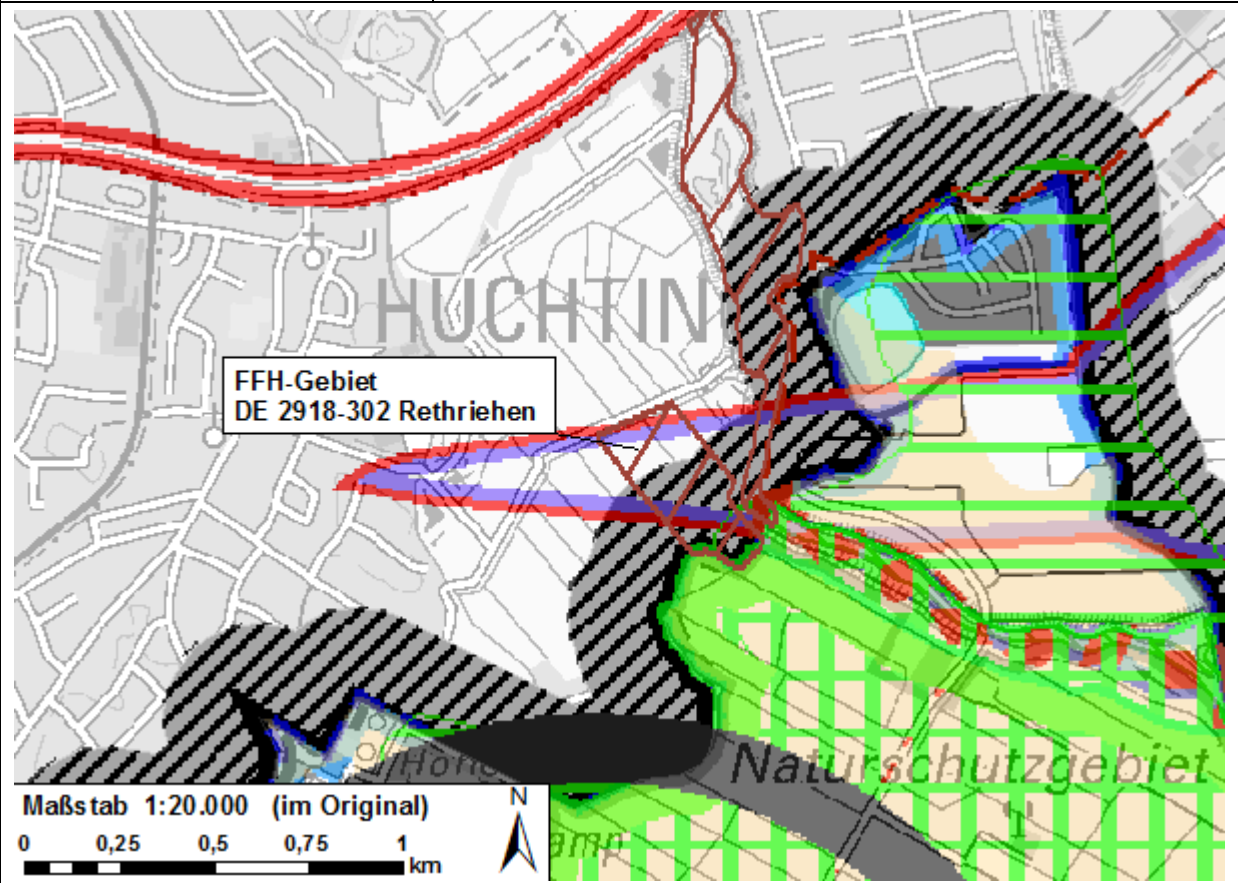 HUCHTIN
FFH-Gebiet
DE 2918-302 Rethriehen
Naturschutzgebiet
Maßstab 1:20.000 (im Original)
0 0,25 0,5 0,75 1
km
N
amp